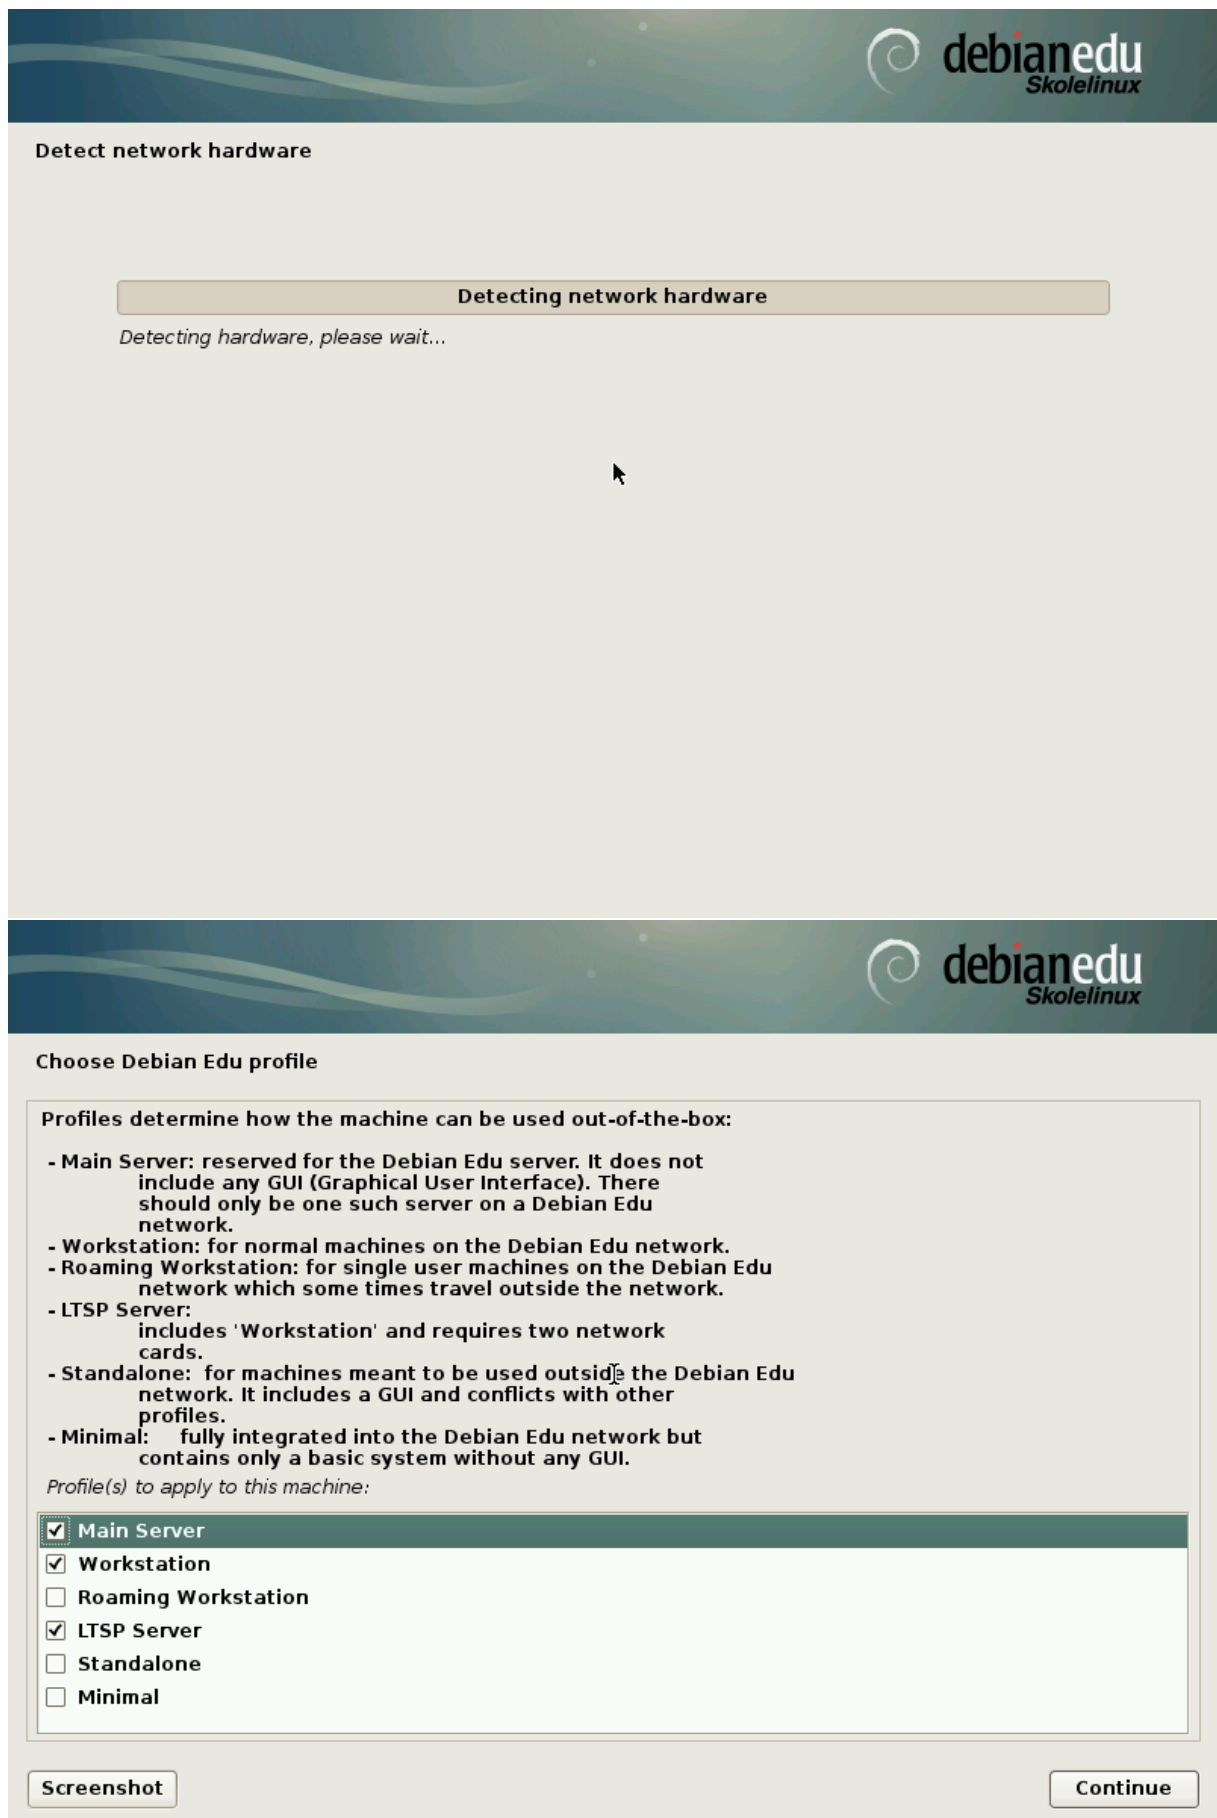 debianedu
Skolelinux
Detect network hardware
Detecting network hardware
Detecting hardware, please wait...
debianedu
Skolelinux
Choose Debian Edu profile
Profiles determine how the machine can be used out-of-the-box:
- Main Server: reserved for the Debian Edu server. It does not
include any GUI (Graphical User Interface). There
should only be one such server on a Debian Edu
network.
- Workstation: for normal machines on the Debian Edu network.
- Roaming Workstation: for single user machines on the Debian Edu
network which some times travel outside the network.
- LTSP Server:
includes 'Workstation' and requires two network
cards.
- Standalone: for machines meant to be used outside the Debian Edu
network. It includes a GUI and conflicts with other
profiles.
- Minimal: fully integrated into the Debian Edu network but
contains only a basic system without any GUI.
Profile(s) to apply to this machine:
Main Server
Workstation
Roaming Workstation
LTSP Server
Standalone
Minimal
Screenshot
Continue